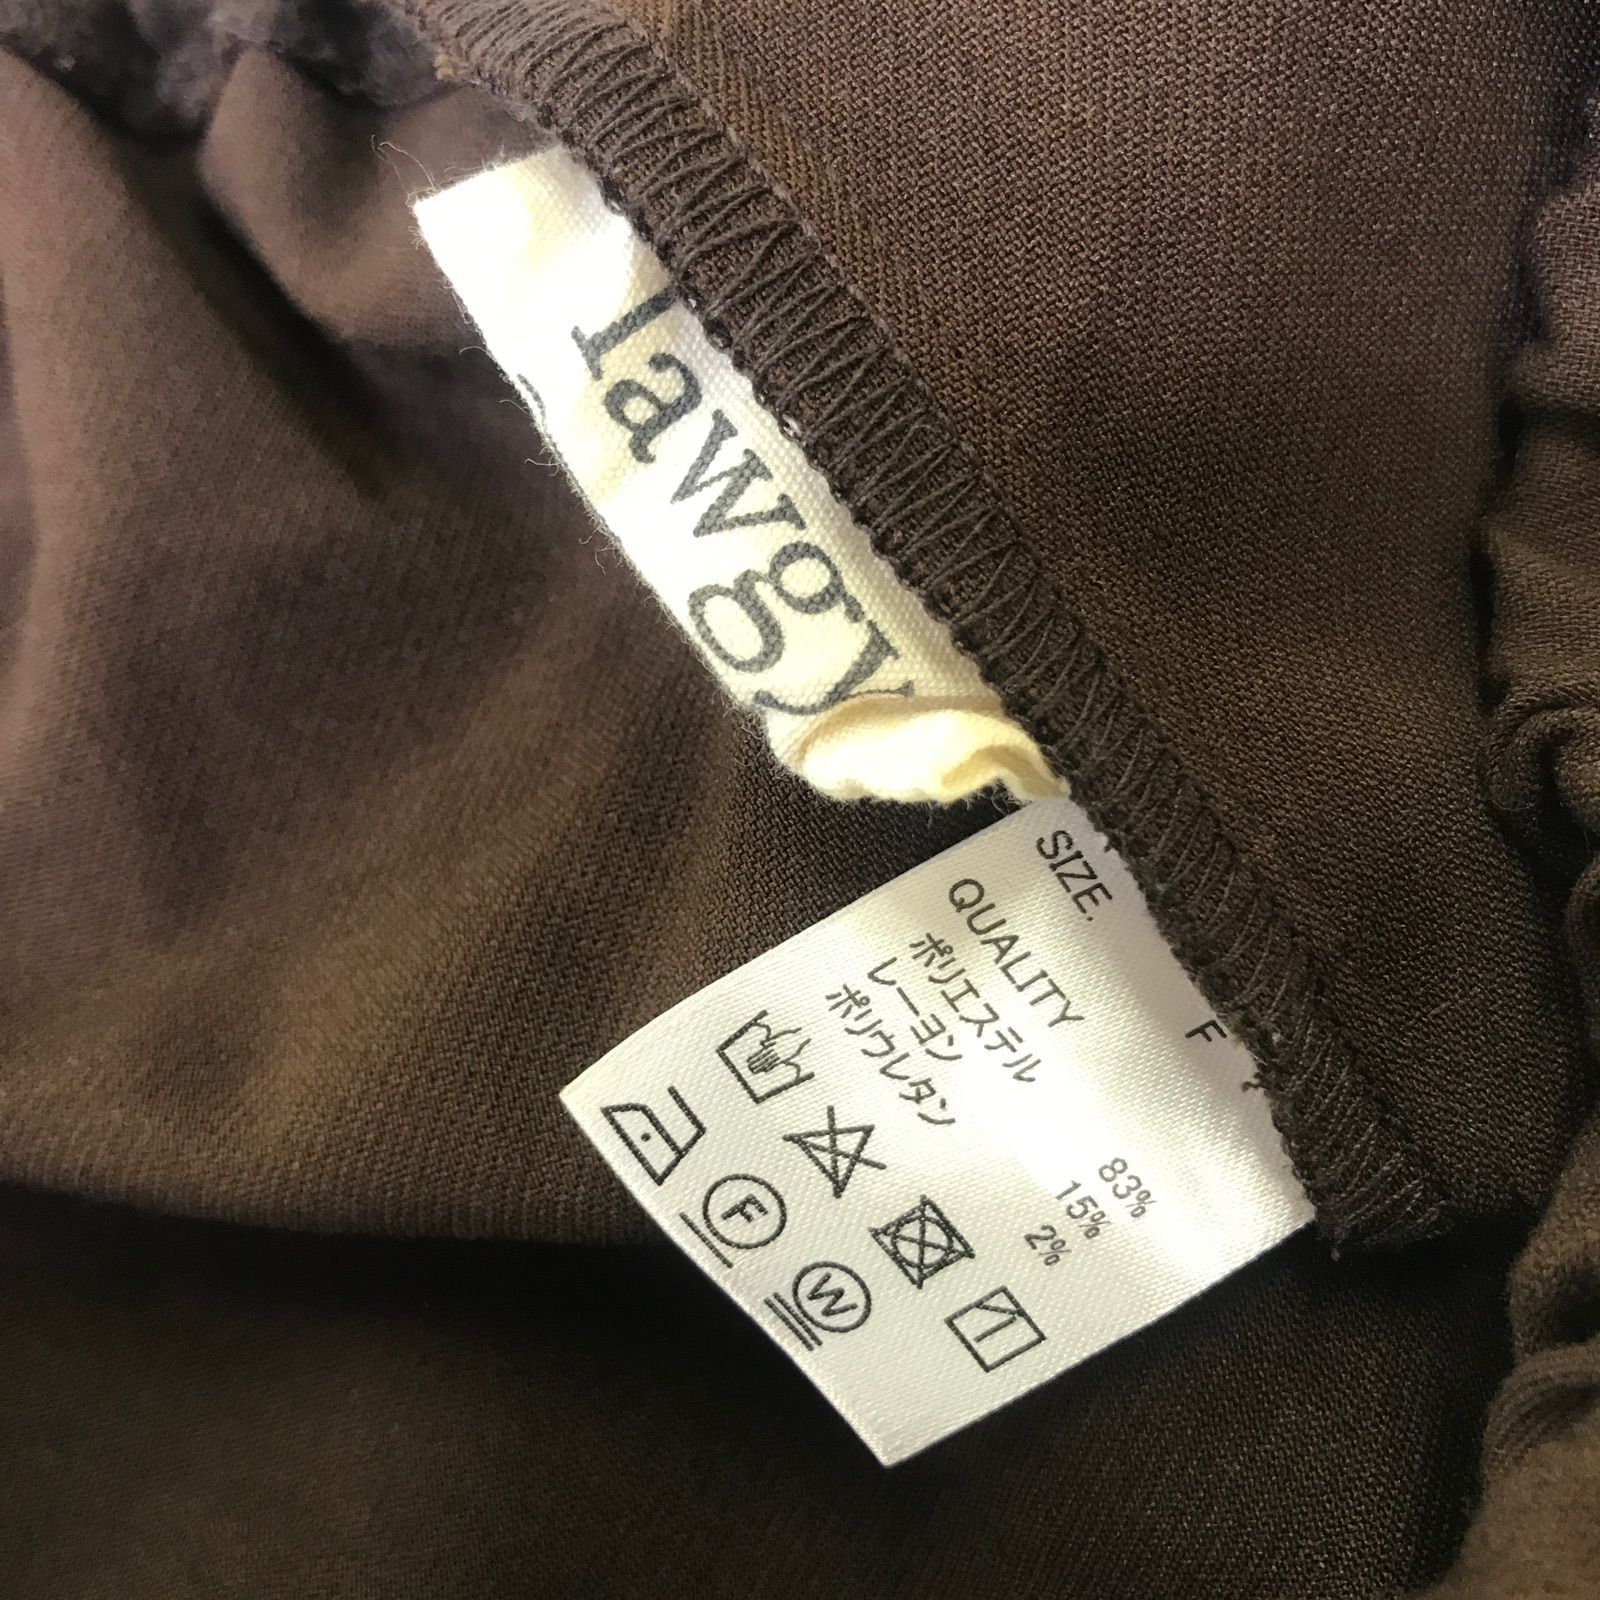 lawgy
SIZE. F
QUALITY
ポリエステル 83%
レーヨン 15%
ポリウレタン 2%
F
W